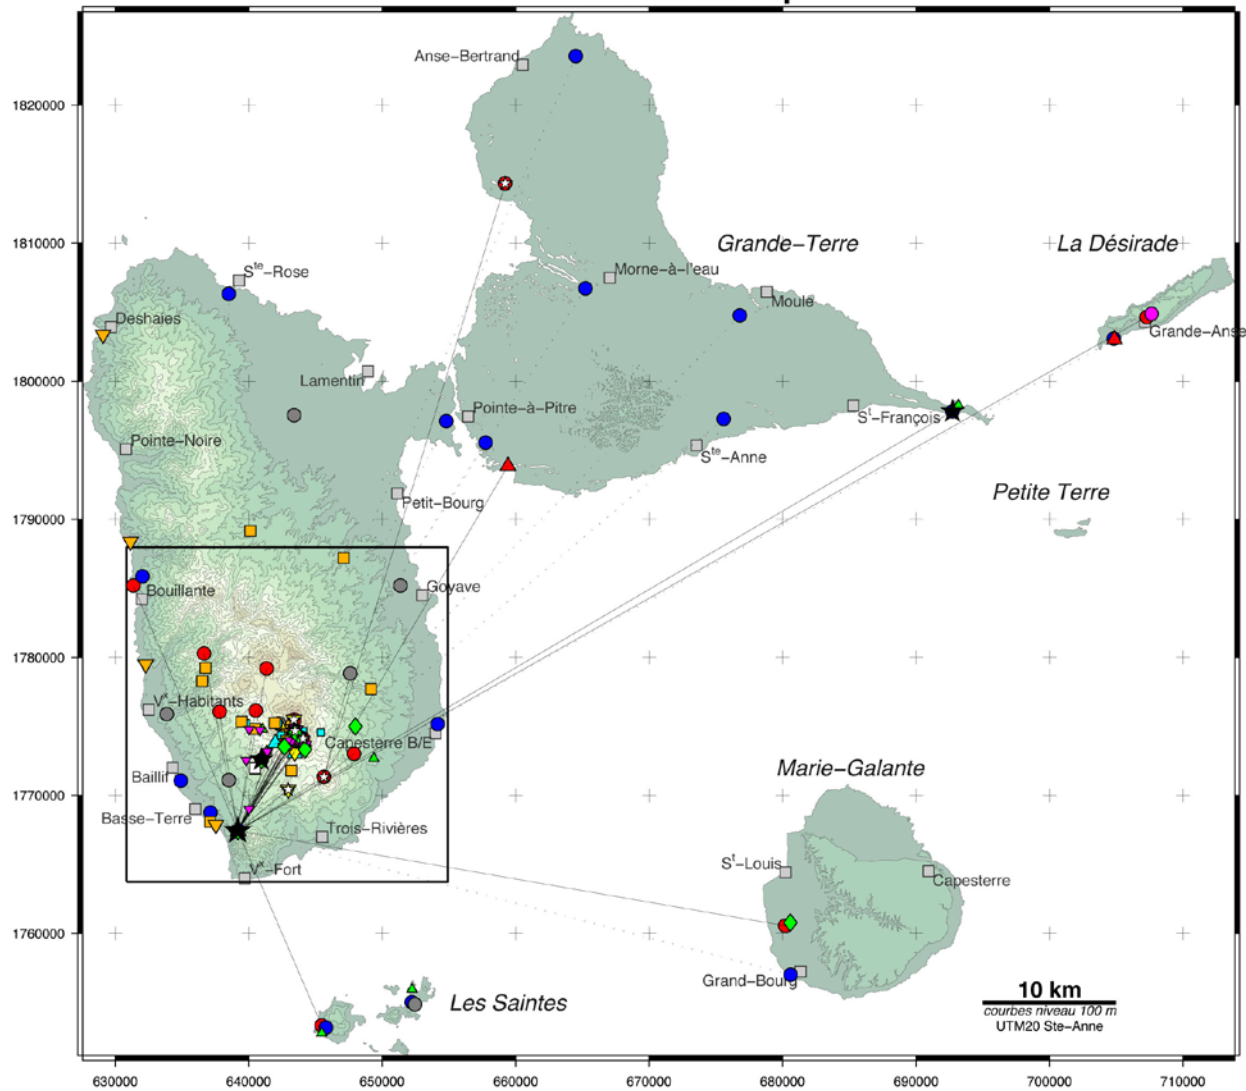 Anse-Bertrand
1820000
1810000
Grande-Terre
La Désirade
Ste-Rose
Morne-à-l'eau
Moule
Deshaies
Grande-Anse
1800000
Lamentin
Pointe-à-Pitre
St-François
Pointe-Noire
Ste-Anne
Petit-Bourg
Petite Terre
1790000
Bouillante
Goyave
1780000
Vx-Habitants
Capesterre B/E
Baillif
Marie-Galante
1770000
Basse-Terre
Trois-Rivières
St-Louis
Vx-Fort
Capesterre
1760000
Grand-Bourg
Les Saintes
10 km
courbes niveau 100 m
UTM20 Ste-Anne
630000 640000 650000 660000 670000 680000 690000 700000 710000